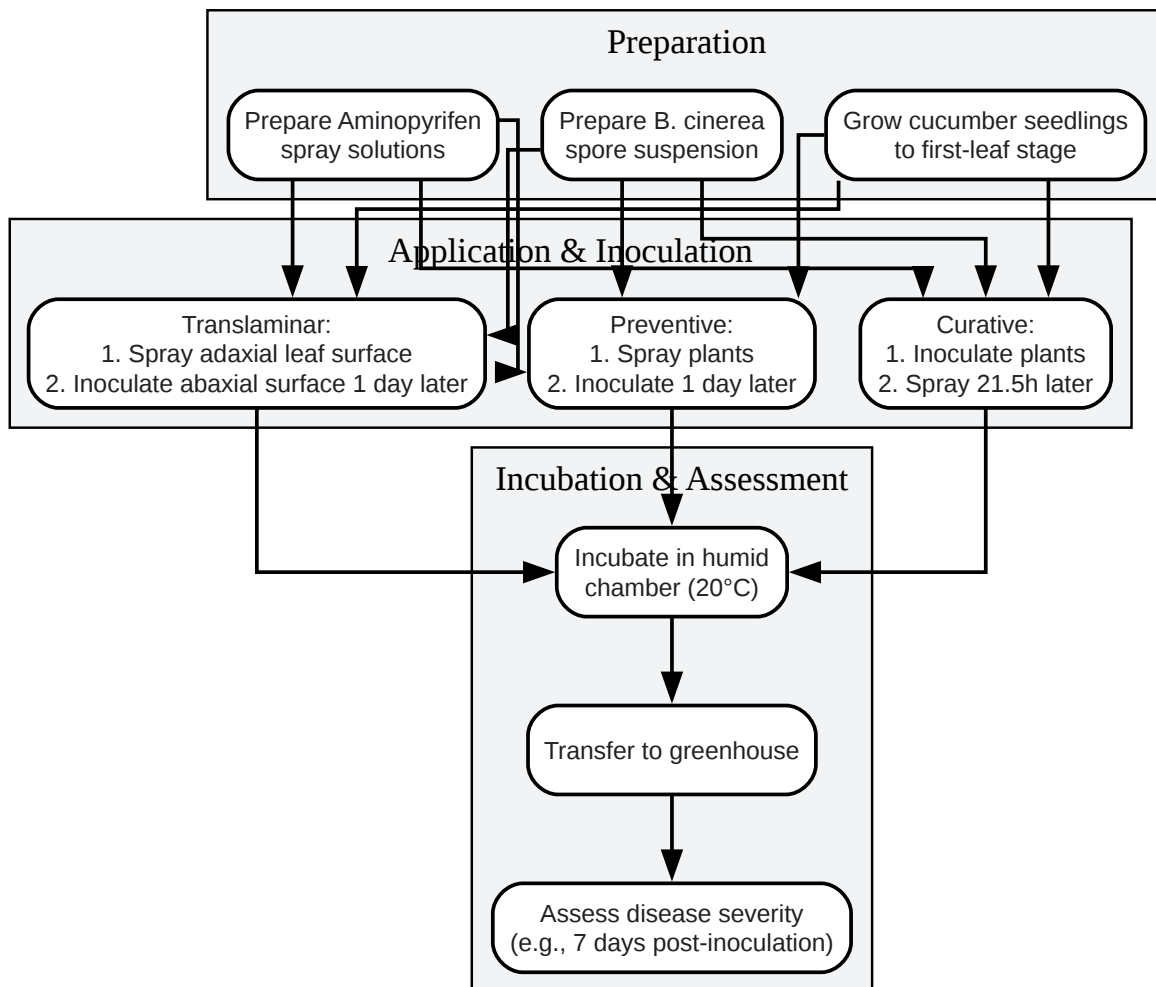 Preparation
Prepare Aminopyrifen
spray solutions
Prepare B. cinerea
spore suspension
Grow cucumber seedlings
to first-leaf stage
Application & Inoculation
Translaminar:
1. Spray adaxial leaf surface
2. Inoculate abaxial surface 1 day later
Preventive:
1. Spray plants
2. Inoculate 1 day later
Curative:
1. Inoculate plants
2. Spray 21.5h later
Incubation & Assessment
Incubate in humid
chamber (20°C)
Transfer to greenhouse
Assess disease severity
(e.g., 7 days post-inoculation)